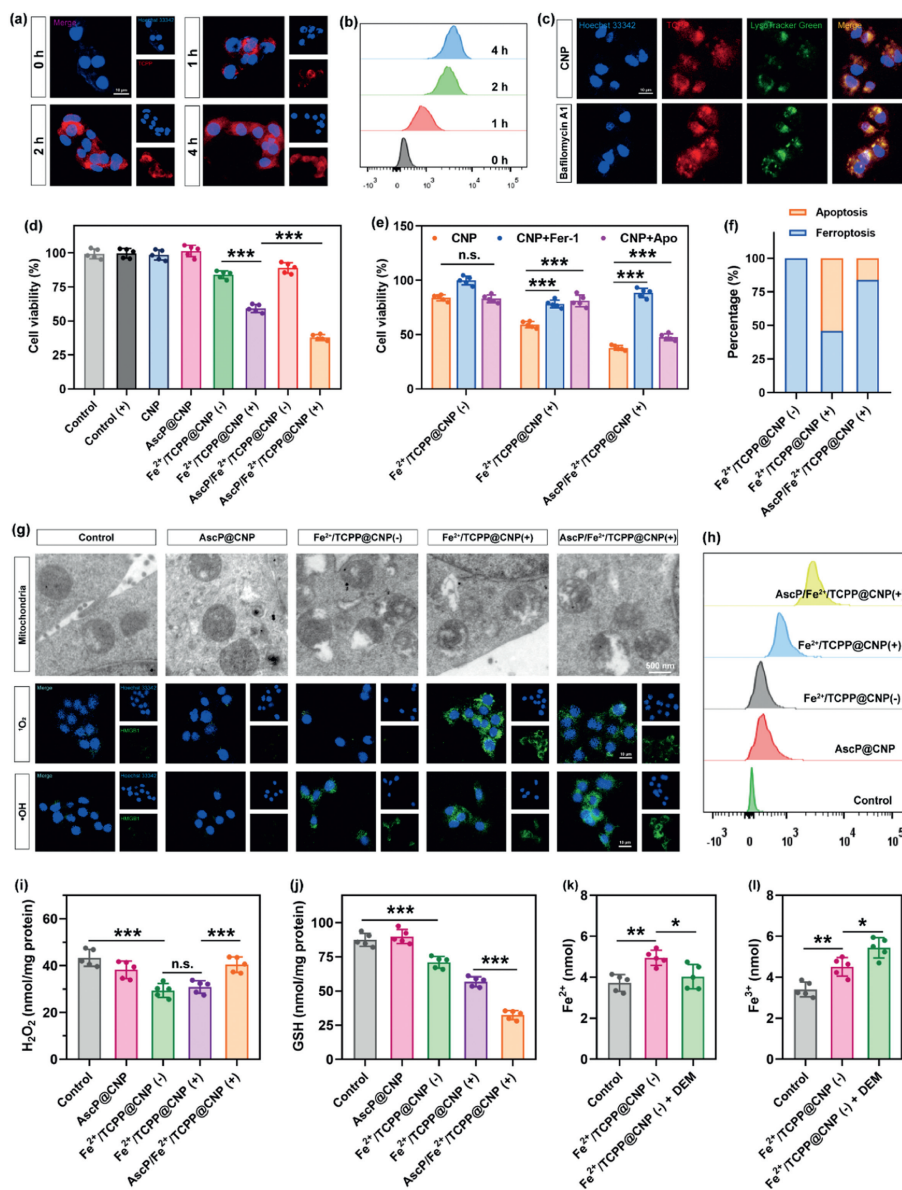 (a)
Merge
Hoechst 33342
0 h
TCPP
10 μm
1 h
2 h
4 h
(b)
4 h
2 h
1 h
0 h
-10³ 0 10³ 10⁴ 10⁵
(c)
Hoechst 33342 TCPP LysoTracker Green Merge
CNP
10 μm
Bafilomycin A1
(d)
Cell viability (%)
100
75
50
25
0
*** ***
Control
Control (+)
CNP
AscP@CNP
Fe²⁺/TCPP@CNP (-)
Fe²⁺/TCPP@CNP (+)
AscP/Fe²⁺/TCPP@CNP (-)
AscP/Fe²⁺/TCPP@CNP (+)
(e)
Cell viability (%)
150
100
50
0
CNP CNP+Fer-1 CNP+Apo
n.s. *** *** *** ***
Fe²⁺/TCPP@CNP (-)
Fe²⁺/TCPP@CNP (+)
AscP/Fe²⁺/TCPP@CNP (+)
(f)
Apoptosis
Ferroptosis
Percentage (%)
100
75
50
25
0
Fe²⁺/TCPP@CNP (-)
Fe²⁺/TCPP@CNP (+)
AscP/Fe²⁺/TCPP@CNP (+)
(g)
Control AscP@CNP Fe²⁺/TCPP@CNP(-) Fe²⁺/TCPP@CNP(+) AscP/Fe²⁺/TCPP@CNP(+)
Mitochondria
500 nm
¹O₂
Merge
Hoechst 33342
HMGB1
10 μm
•OH
Merge
Hoechst 33342
HMGB1
10 μm
(h)
AscP/Fe²⁺/TCPP@CNP(+
Fe²⁺/TCPP@CNP(+)
Fe²⁺/TCPP@CNP(-)
AscP@CNP
Control
-10³ 0 10³ 10⁴ 10⁵
(i)
H₂O₂ (nmol/mg protein)
60
40
20
0
*** n.s. ***
Control
AscP@CNP
Fe²⁺/TCPP@CNP (-)
Fe²⁺/TCPP@CNP (+)
AscP/Fe²⁺/TCPP@CNP (+)
(j)
GSH (nmol/mg protein)
100
75
50
25
0
*** ***
Control
AscP@CNP
Fe²⁺/TCPP@CNP (-)
Fe²⁺/TCPP@CNP (+)
AscP/Fe²⁺/TCPP@CNP (+)
(k)
Fe²⁺ (nmol)
8
6
4
2
0
** *
Control
Fe²⁺/TCPP@CNP (-)
Fe²⁺/TCPP@CNP (-) + DEM
(l)
Fe³⁺ (nmol)
8
6
4
2
0
** *
Control
Fe²⁺/TCPP@CNP (-)
Fe²⁺/TCPP@CNP (-) + DEM